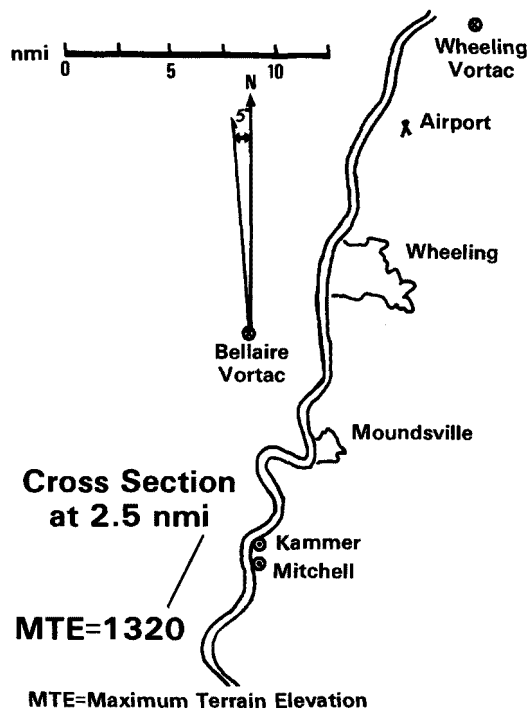 nmi 0 5 10
N
5°
Wheeling
Vortac
Airport
Wheeling
Bellaire
Vortac
Moundsville
Cross Section
at 2.5 nmi
Kammer
Mitchell
MTE=1320
MTE=Maximum Terrain Elevation